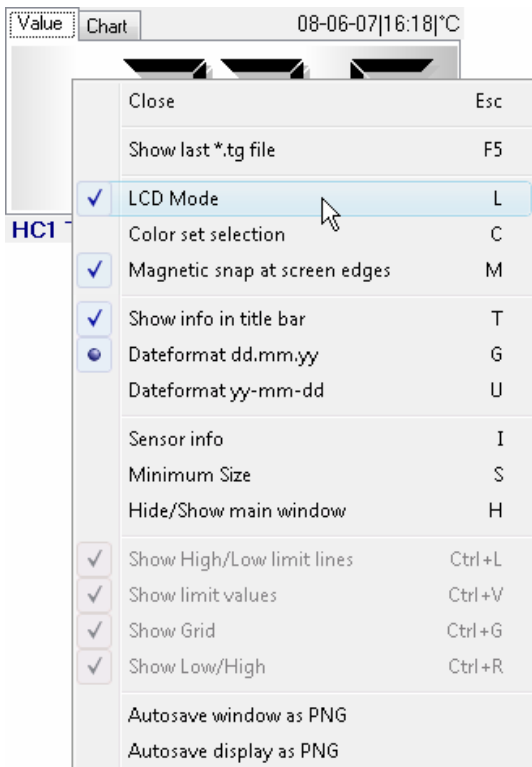 Value Chart 08-06-07|16:18|°C
Close Esc
Show last *.tg file F5
LCD Mode L
HC1
Color set selection C
Magnetic snap at screen edges M
Show info in title bar T
Dateformat dd.mm.yy G
Dateformat yy-mm-dd U
Sensor info I
Minimum Size S
Hide/Show main window H
Show High/Low limit lines Ctrl+L
Show limit values Ctrl+V
Show Grid Ctrl+G
Show Low/High Ctrl+R
Autosave window as PNG
Autosave display as PNG